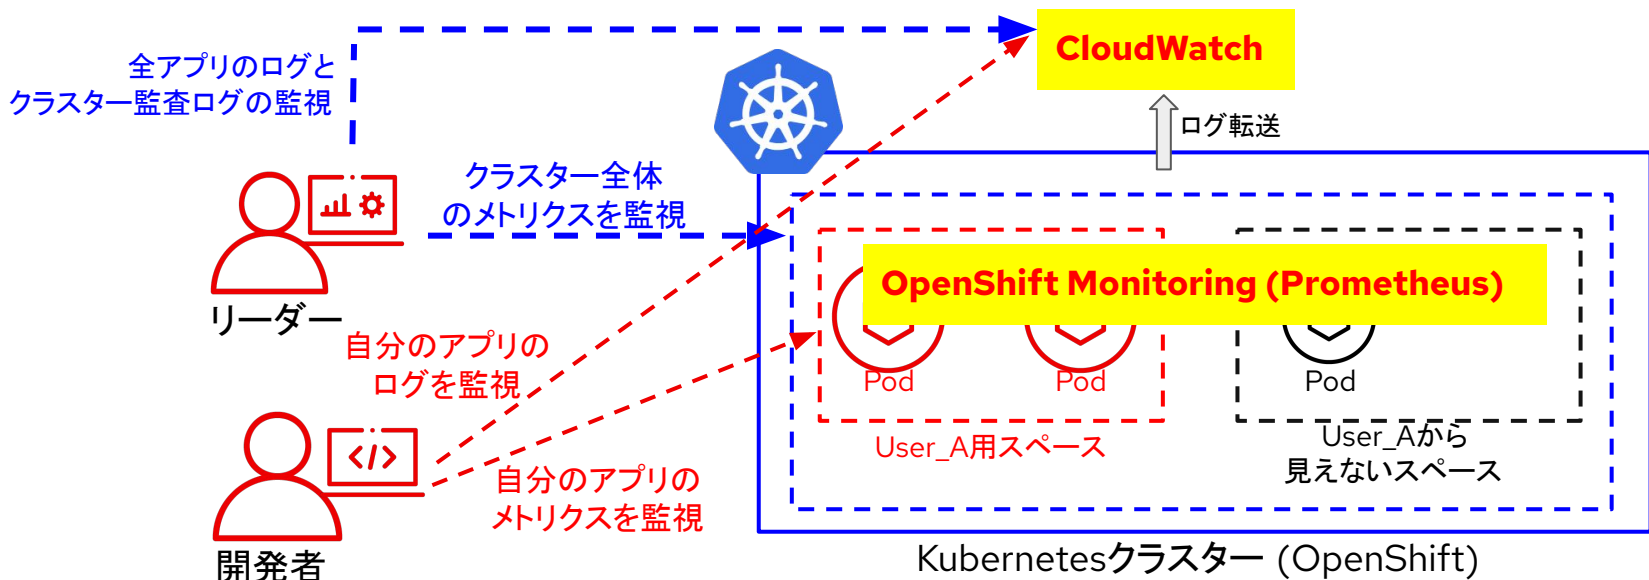 CloudWatch
全アプリのログと
クラスター監査ログの監視
ログ転送
クラスター全体
のメトリクスを監視
OpenShift Monitoring (Prometheus)
リーダー
自分のアプリの
ログを監視
Pod
Pod
Pod
User_A用スペース
User_Aから
見えないスペース
</>
自分のアプリの
メトリクスを監視
開発者
Kubernetesクラスター (OpenShift)